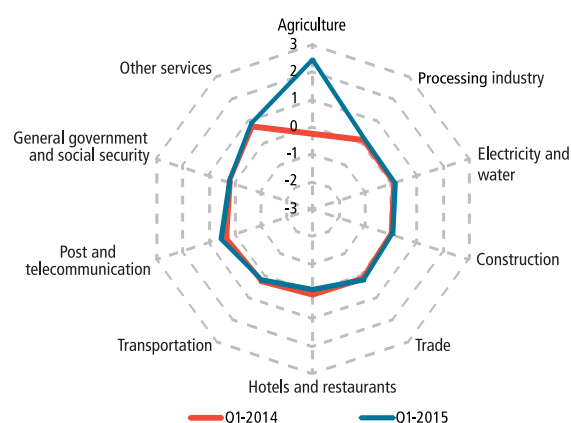 Agriculture
3
2
1
0
-1
-2
-3
Processing industry
Electricity and
water
Construction
Trade
Hotels and restaurants
Transportation
Post and
telecommunication
General government
and social security
Other services
Q1-2014
Q1-2015